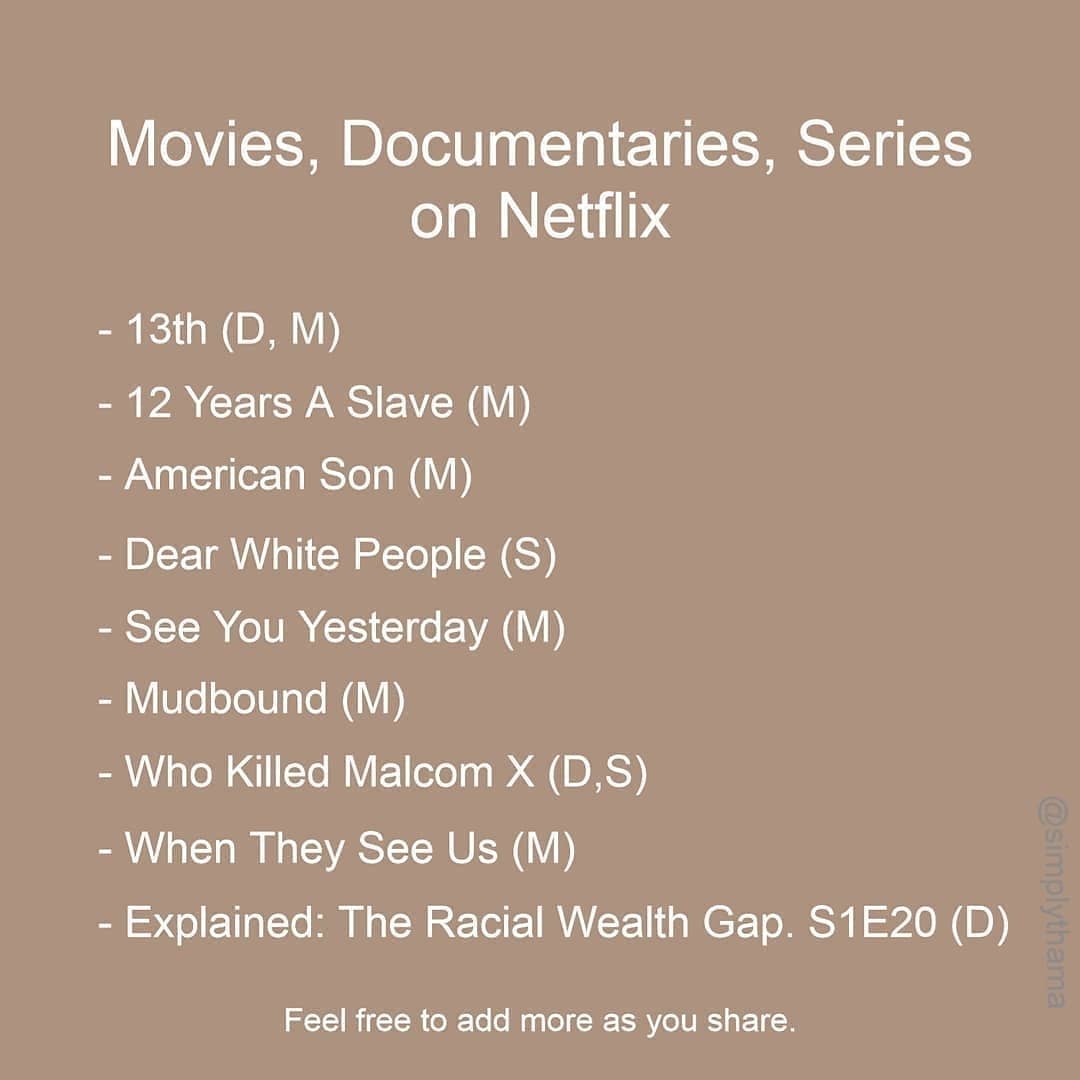 Movies, Documentaries, Series
on Netflix
- 13th (D, M)
- 12 Years A Slave (M)
- American Son (M)
- Dear White People (S)
- See You Yesterday (M)
- Mudbound (M)
- Who Killed Malcom X (D,S)
- When They See Us (M)
- Explained: The Racial Wealth Gap. S1E20 (D)
Feel free to add more as you share.
@simplythama